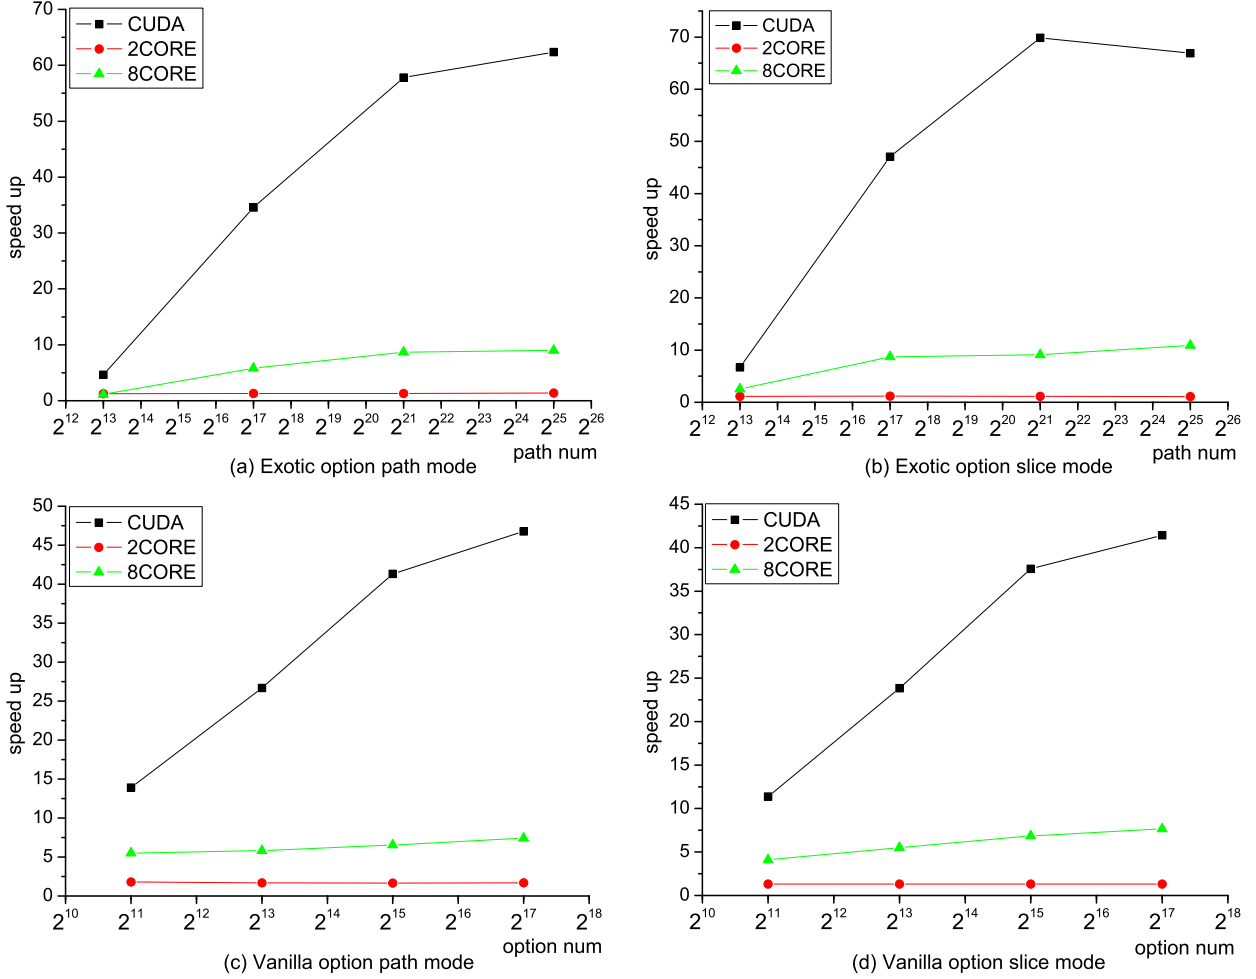 70
60
50
40
30
20
10
0
speed up
CUDA
2CORE
8CORE
2^12 2^13 2^14 2^15 2^16 2^17 2^18 2^19 2^20 2^21 2^22 2^23 2^24 2^25 2^26
path num
(a) Exotic option path mode
70
60
50
40
30
20
10
0
speed up
CUDA
2CORE
8CORE
2^12 2^13 2^14 2^15 2^16 2^17 2^18 2^19 2^20 2^21 2^22 2^23 2^24 2^25 2^26
path num
(b) Exotic option slice mode
50
45
40
35
30
25
20
15
10
5
0
speed up
CUDA
2CORE
8CORE
2^10 2^11 2^12 2^13 2^14 2^15 2^16 2^17 2^18
option num
(c) Vanilla option path mode
45
40
35
30
25
20
15
10
5
0
speed up
CUDA
2CORE
8CORE
2^10 2^11 2^12 2^13 2^14 2^15 2^16 2^17 2^18
option num
(d) Vanilla option slice mode